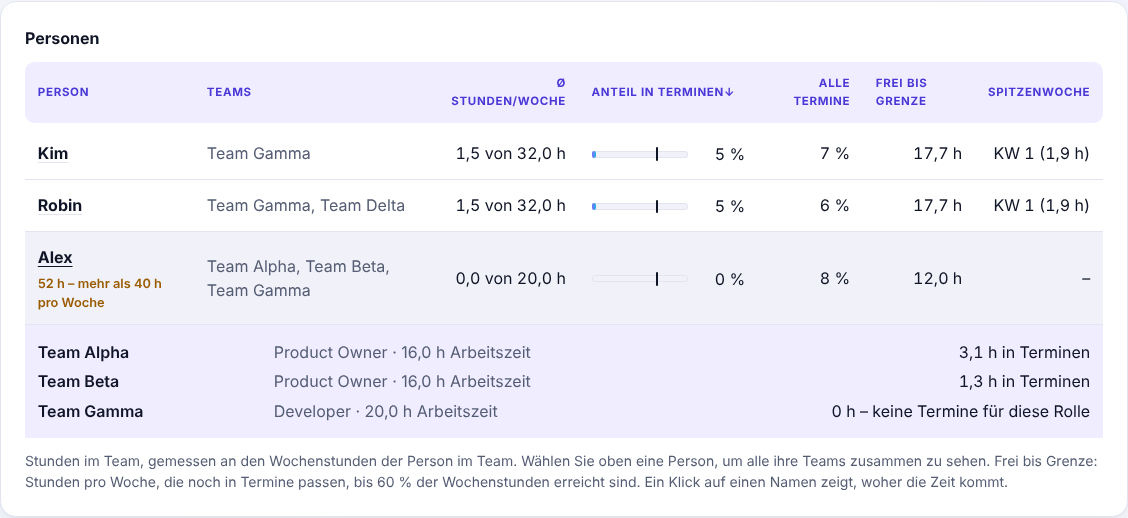 Personen
PERSON TEAMS Ø STUNDEN/WOCHE ANTEIL IN TERMINEN↓ ALLE TERMINE FREI BIS GRENZE SPITZENWOCHE
Kim Team Gamma 1,5 von 32,0 h 5 % 7 % 17,7 h KW 1 (1,9 h)
Robin Team Gamma, Team Delta 1,5 von 32,0 h 5 % 6 % 17,7 h KW 1 (1,9 h)
Alex
52 h – mehr als 40 h
pro Woche
Team Alpha, Team Beta,
Team Gamma
0,0 von 20,0 h 0 % 8 % 12,0 h –
Team Alpha Product Owner · 16,0 h Arbeitszeit 3,1 h in Terminen
Team Beta Product Owner · 16,0 h Arbeitszeit 1,3 h in Terminen
Team Gamma Developer · 20,0 h Arbeitszeit 0 h – keine Termine für diese Rolle
Stunden im Team, gemessen an den Wochenstunden der Person im Team. Wählen Sie oben eine Person, um alle ihre Teams zusammen zu sehen. Frei bis Grenze:
Stunden pro Woche, die noch in Termine passen, bis 60 % der Wochenstunden erreicht sind. Ein Klick auf einen Namen zeigt, woher die Zeit kommt.